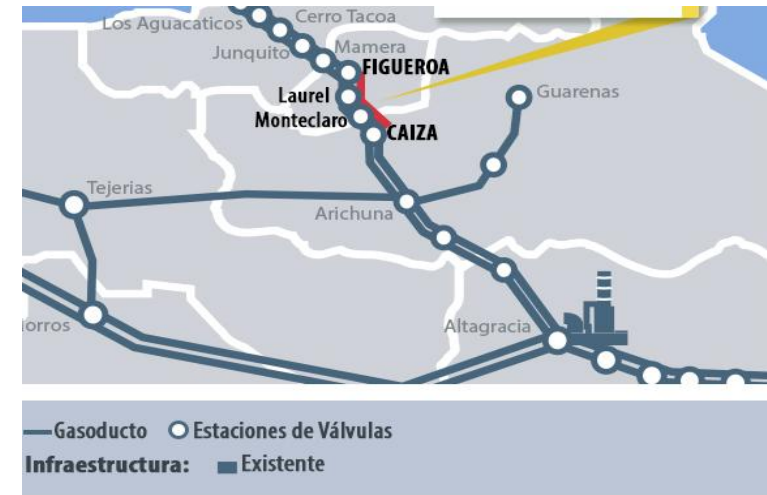 Cerro Tacoa
Los Aguacaticos
Junquito
Mamera
FIGUEROA
Laurel
Monteclaro
CAIZA
Guarenas
Tejerias
Arichuna
Altagracia
orros
Gasoducto
Estaciones de Válvulas
Infraestructura:
Existente